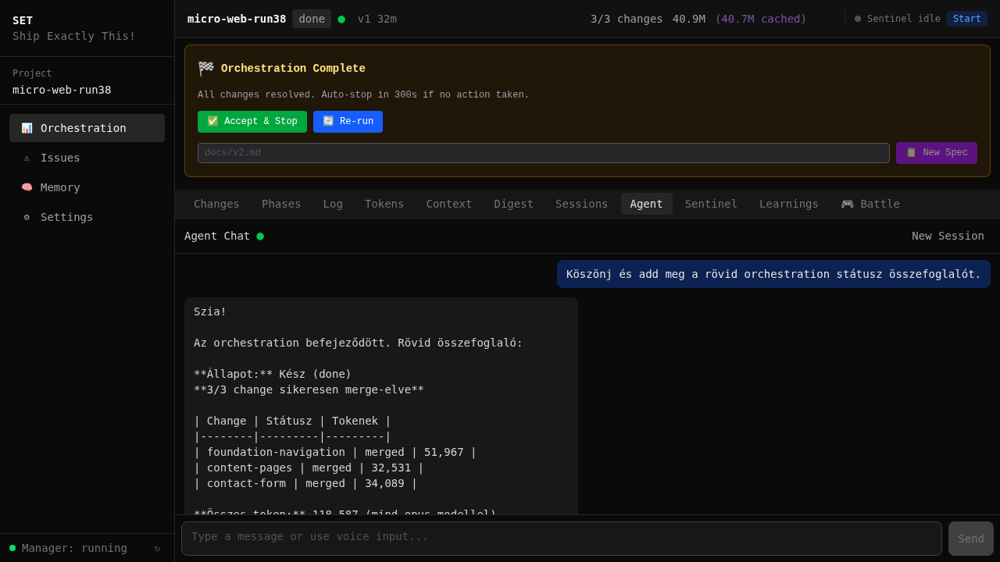 SET
Ship Exactly This!
Project
micro-web-run38
📊 Orchestration
⚠ Issues
🧠 Memory
⚙ Settings
Manager: running ↻
micro-web-run38 done v1 32m 3/3 changes 40.9M (40.7M cached) Sentinel idle Start
🏁 Orchestration Complete
All changes resolved. Auto-stop in 300s if no action taken.
✅ Accept & Stop 🔄 Re-run
docs/v2.md 📋 New Spec
Changes Phases Log Tokens Context Digest Sessions Agent Sentinel Learnings 🎮 Battle
Agent Chat New Session
Köszönj és add meg a rövid orchestration státusz összefoglalót.
Szia!
Az orchestration befejeződött. Rövid összefoglaló:
**Állapot:** Kész (done)
**3/3 change sikeresen merge-elve**
| Change | Státusz | Tokenek |
|--------|---------|---------|
| foundation-navigation | merged | 51,967 |
| content-pages | merged | 32,531 |
| contact-form | merged | 34,089 |
**Összes token:** 118,587 (mind opus modellel)
Type a message or use voice input... Send